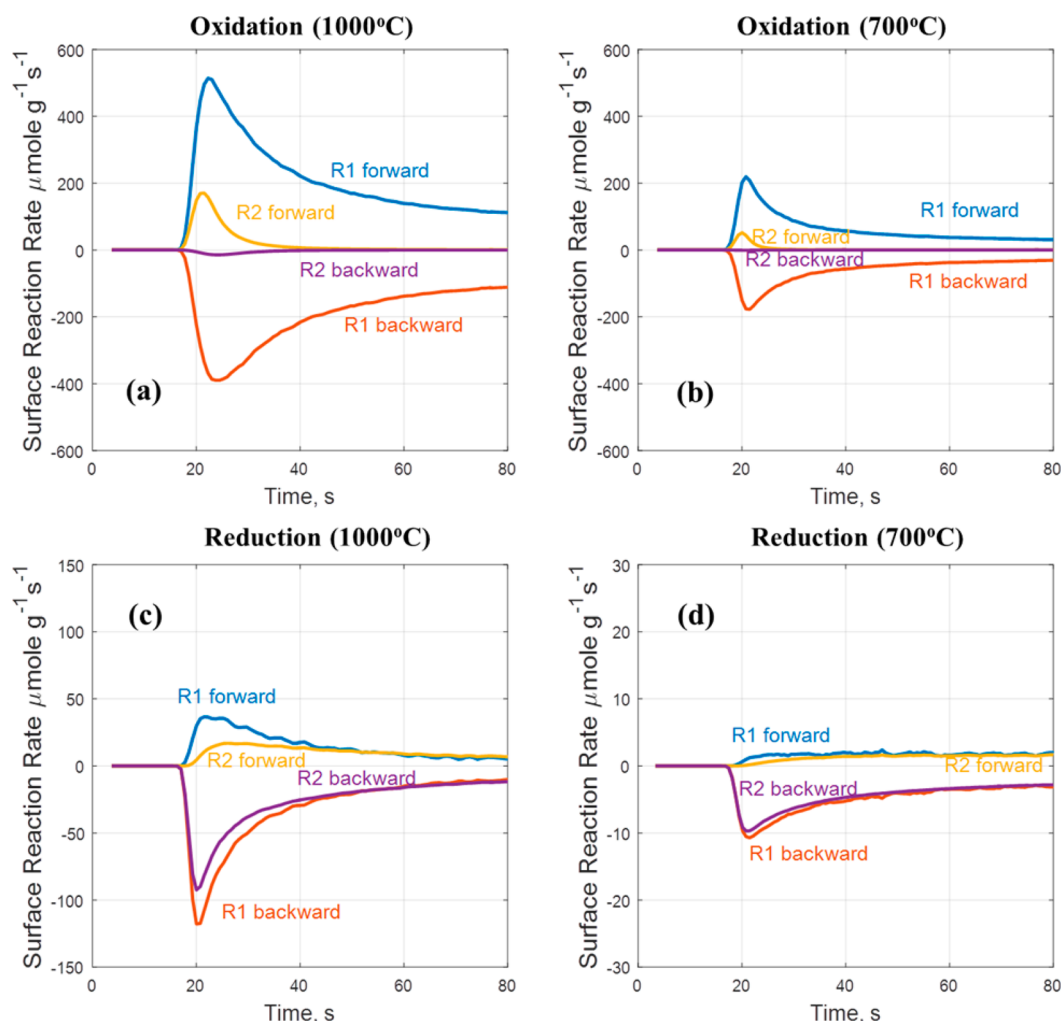 Oxidation (1000°C)
Surface Reaction Rate μmole g⁻¹s⁻¹
600
400
200
0
-200
-400
-600
R1 forward
R2 forward
R2 backward
R1 backward
(a)
0 20 40 60 80
Time, s
Oxidation (700°C)
Surface Reaction Rate μmole g⁻¹s⁻¹
600
400
200
0
-200
-400
-600
R1 forward
R2 forward
R2 backward
R1 backward
(b)
0 20 40 60 80
Time, s
Reduction (1000°C)
Surface Reaction Rate μmole g⁻¹s⁻¹
150
100
50
0
-50
-100
-150
(c)
R1 forward
R2 forward
R2 backward
R1 backward
0 20 40 60 80
Time, s
Reduction (700°C)
Surface Reaction Rate μmole g⁻¹s⁻¹
30
20
10
0
-10
-20
-30
(d)
R1 forward
R2 forward
R2 backward
R1 backward
0 20 40 60 80
Time, s